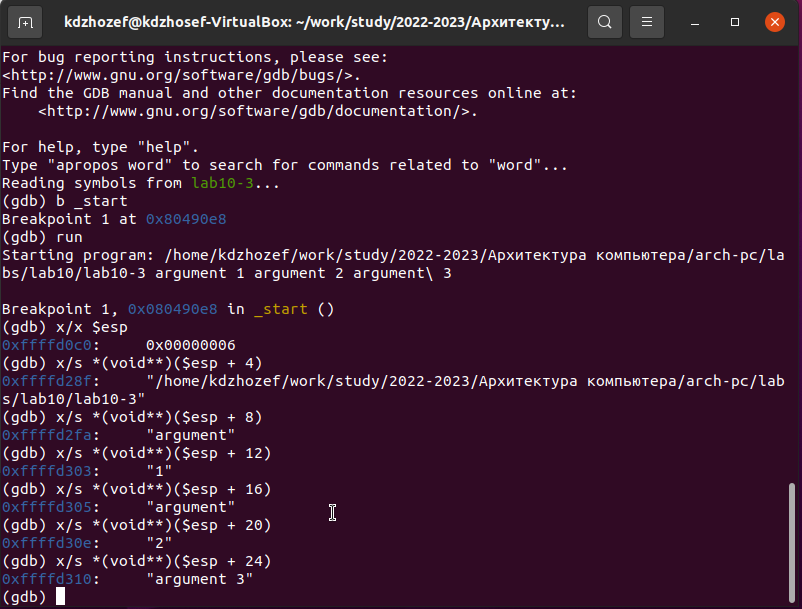 kdzhozef@kdzhosef-VirtualBox: ~/work/study/2022-2023/Архитекту...
For bug reporting instructions, please see:
<http://www.gnu.org/software/gdb/bugs/>.
Find the GDB manual and other documentation resources online at:
    <http://www.gnu.org/software/gdb/documentation/>.

For help, type "help".
Type "apropos word" to search for commands related to "word"...
Reading symbols from lab10-3...
(gdb) b _start
Breakpoint 1 at 0x80490e8
(gdb) run
Starting program: /home/kdzhozef/work/study/2022-2023/Архитектура компьютера/arch-pc/la
bs/lab10/lab10-3 argument 1 argument 2 argument\ 3

Breakpoint 1, 0x080490e8 in _start ()
(gdb) x/x $esp
0xffffd0c0:     0x00000006
(gdb) x/s *(void**)($esp + 4)
0xffffd28f:     "/home/kdzhozef/work/study/2022-2023/Архитектура компьютера/arch-pc/lab
s/lab10/lab10-3"
(gdb) x/s *(void**)($esp + 8)
0xffffd2fa:     "argument"
(gdb) x/s *(void**)($esp + 12)
0xffffd303:     "1"
(gdb) x/s *(void**)($esp + 16)
0xffffd305:     "argument"
(gdb) x/s *(void**)($esp + 20)
0xffffd30e:     "2"
(gdb) x/s *(void**)($esp + 24)
0xffffd310:     "argument 3"
(gdb)